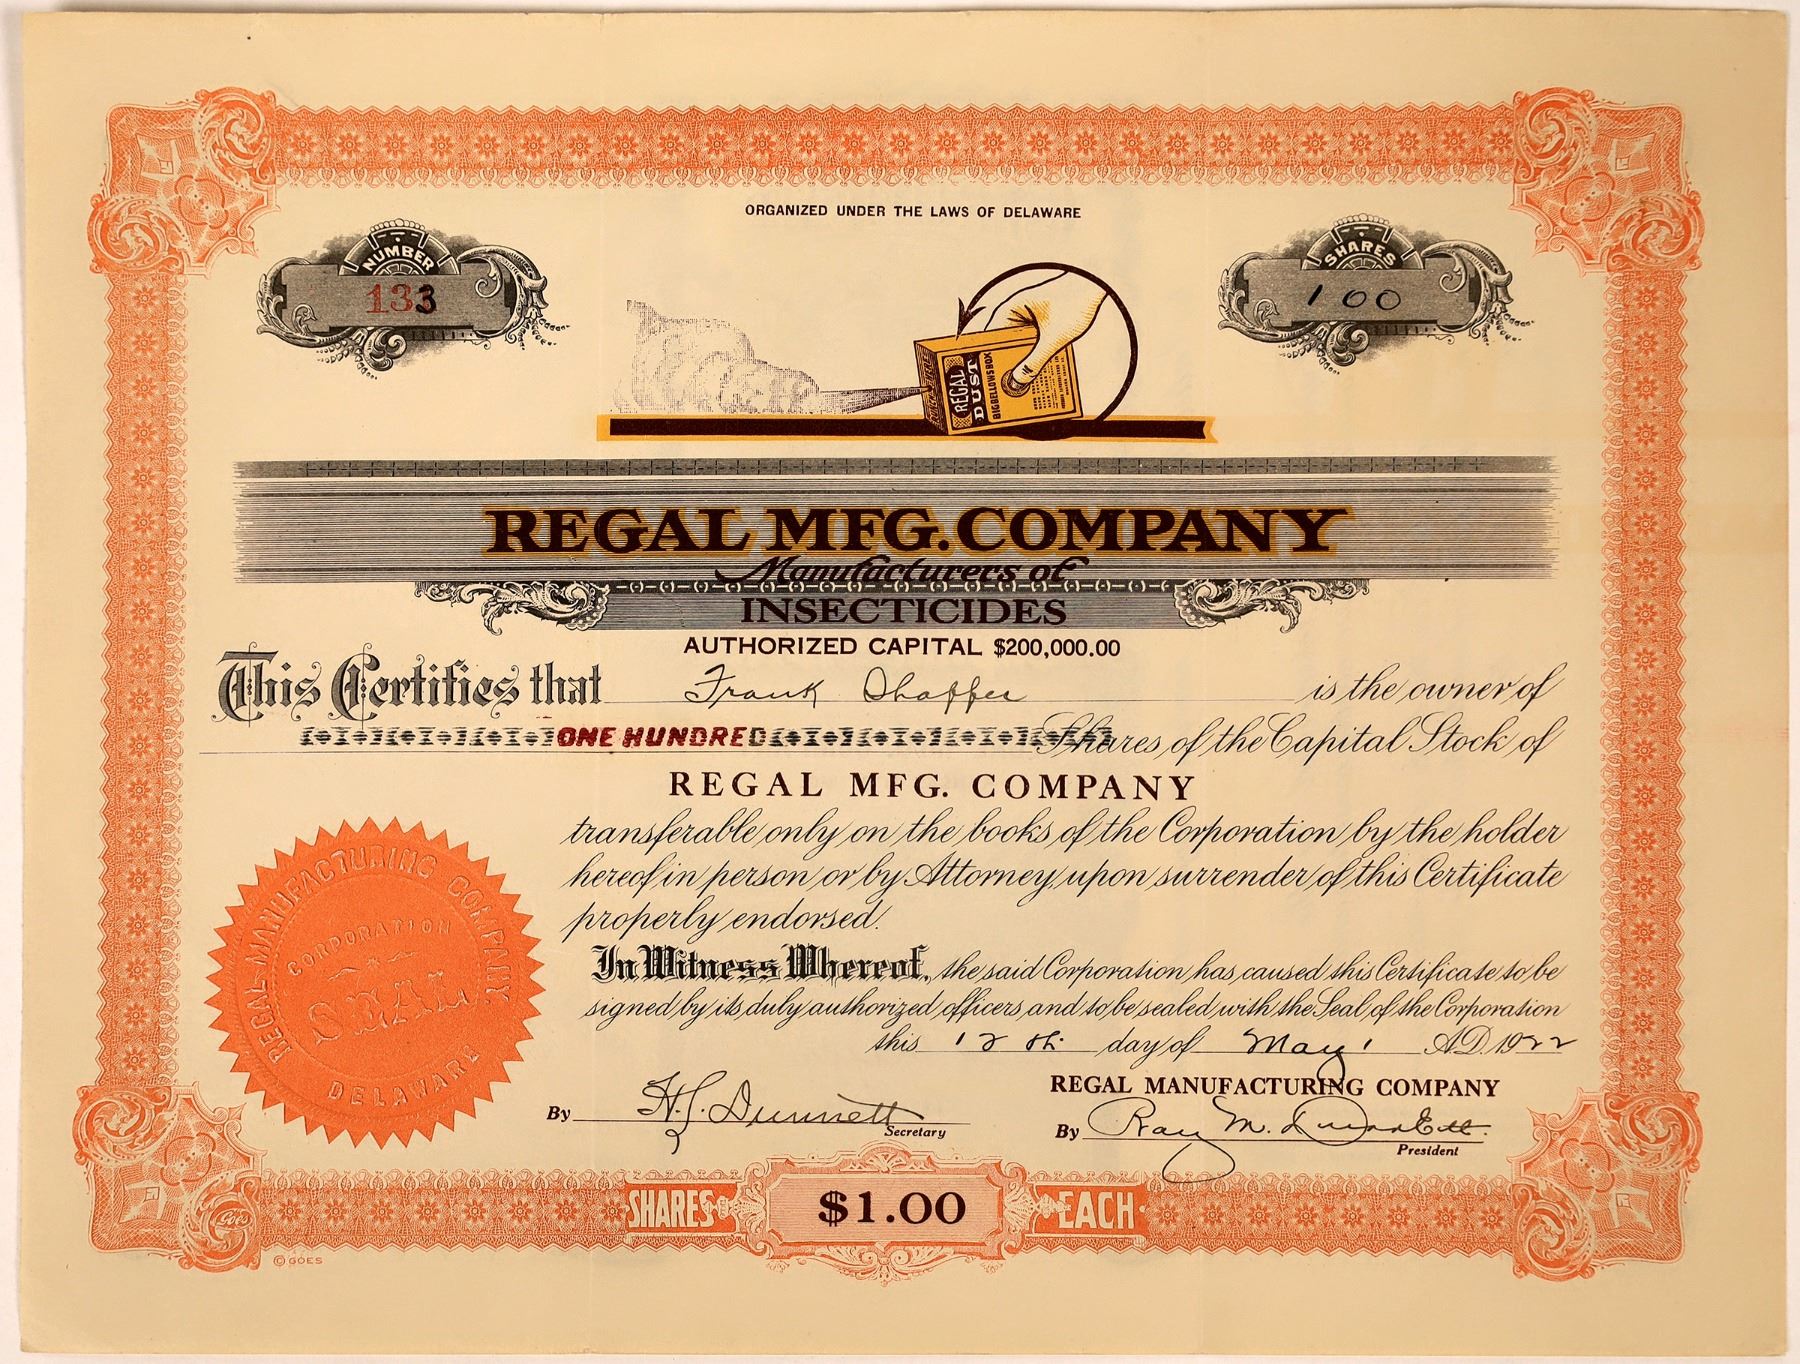 ORGANIZED UNDER THE LAWS OF DELAWARE
NUMBER
133
SHARES
100
REGAL
DUST
BIG BELLOWS BOX
REGAL MFG. COMPANY
Manufacturers of
INSECTICIDES
AUTHORIZED CAPITAL $200,000.00
This Certifies that Frank Shaffer is the owner of
ONE HUNDRED Shares of the Capital Stock of
REGAL MFG. COMPANY
transferable only on the books of the Corporation by the holder
hereof in person or by Attorney, upon surrender of this Certificate
properly endorsed.
In Witness Whereof, the said Corporation has caused this Certificate to be
signed by its duly authorized officers, and to be sealed with the Seal of the Corporation
this 12th day of May A.D. 1922
REGAL MANUFACTURING COMPANY
CORPORATION
SEAL
DELAWARE
REGAL MANUFACTURING COMPANY
By H.J. Dunnett
Secretary
By Ray M.
President
SHARES $1.00 EACH
Goes
© GOES